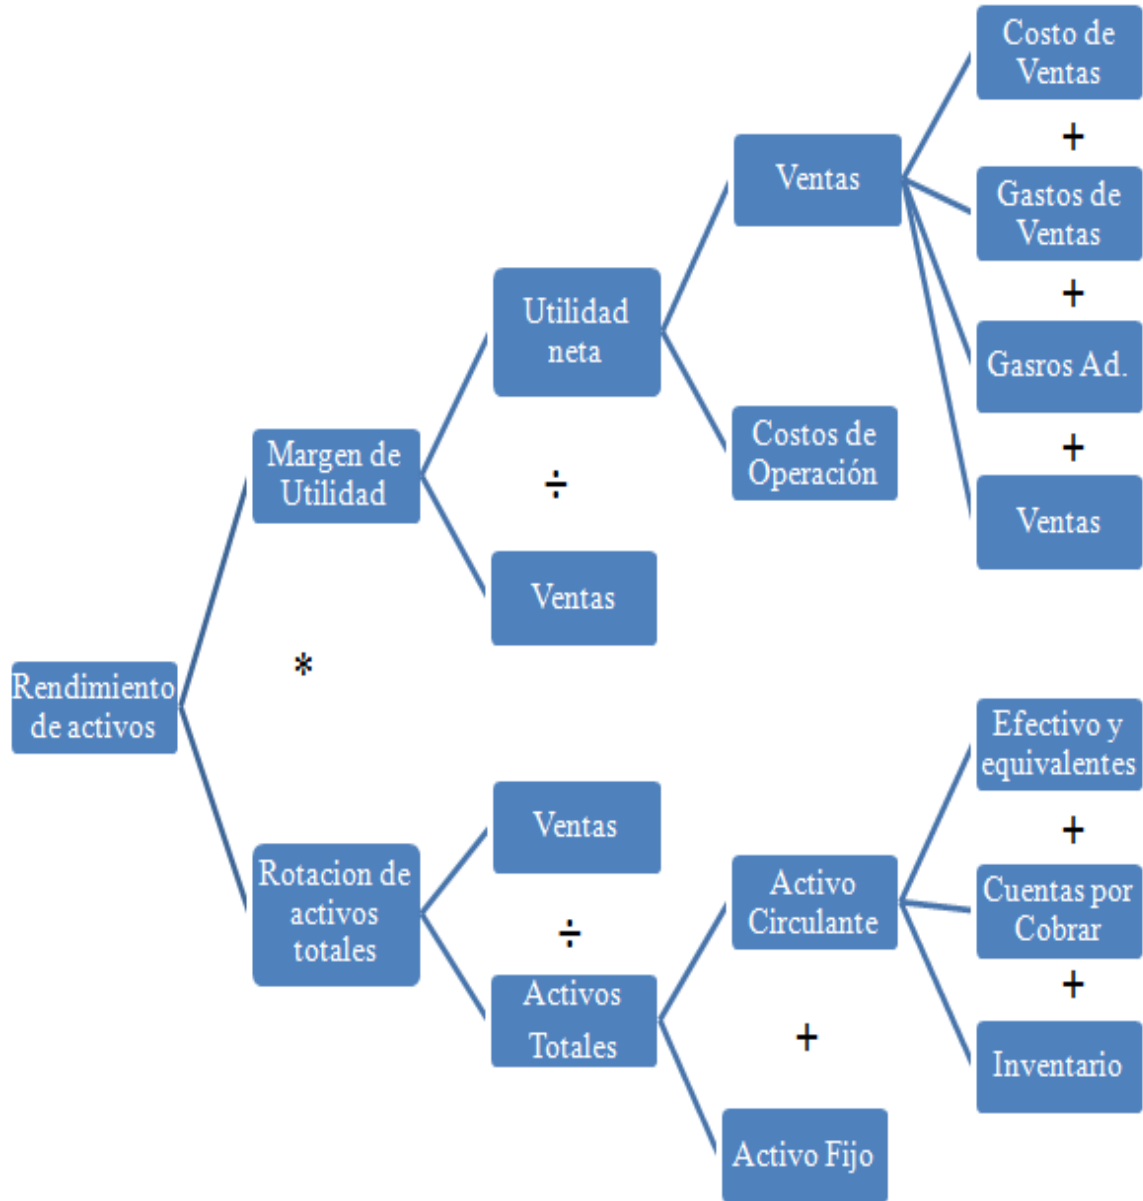 Costo de
Ventas
+
Ventas
Gastos de
Ventas
+
Utilidad
neta
Gasros Ad.
+
Margen de
Utilidad
÷
Costos de
Operación
Ventas
Ventas
*
Rendimiento
de activos
Efectivo y
equivalentes
+
Ventas
Rotacion de
activos
totales
÷
Activo
Circulante
Cuentas por
Cobrar
+
Activos
Totales
+
Inventario
Activo Fijo